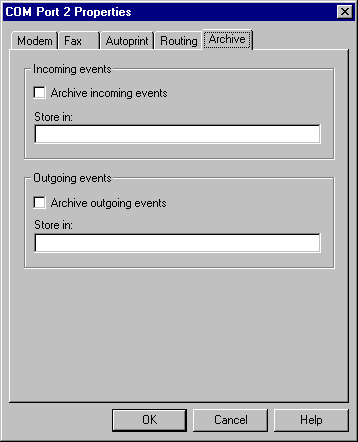 COM Port 2 Properties
Modem Fax Autoprint Routing Archive
Incoming events
Archive incoming events
Store in:
Outgoing events
Archive outgoing events
Store in:
OK Cancel Help